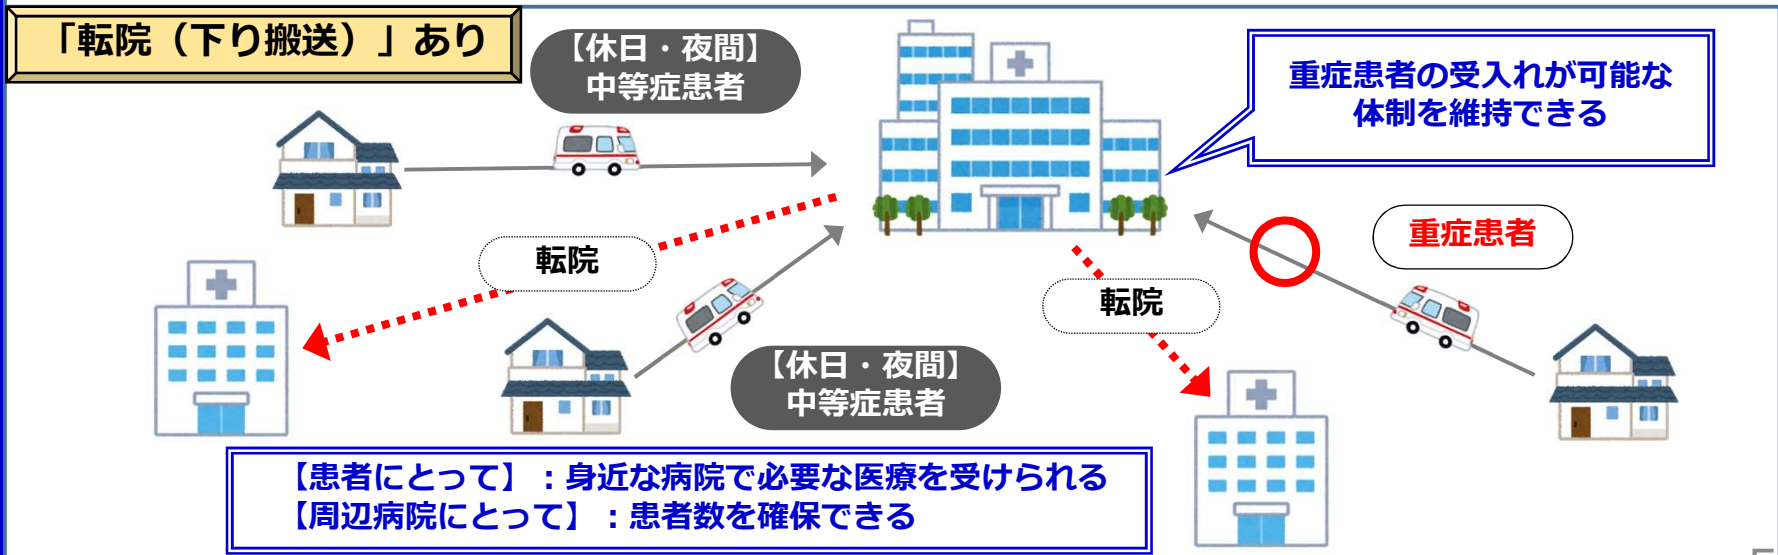 「転院（下り搬送）」あり
【休日・夜間】
中等症患者
重症患者の受入れが可能な
体制を維持できる
重症患者
転院
転院
【休日・夜間】
中等症患者
【患者にとって】：身近な病院で必要な医療を受けられる
【周辺病院にとって】：患者数を確保できる